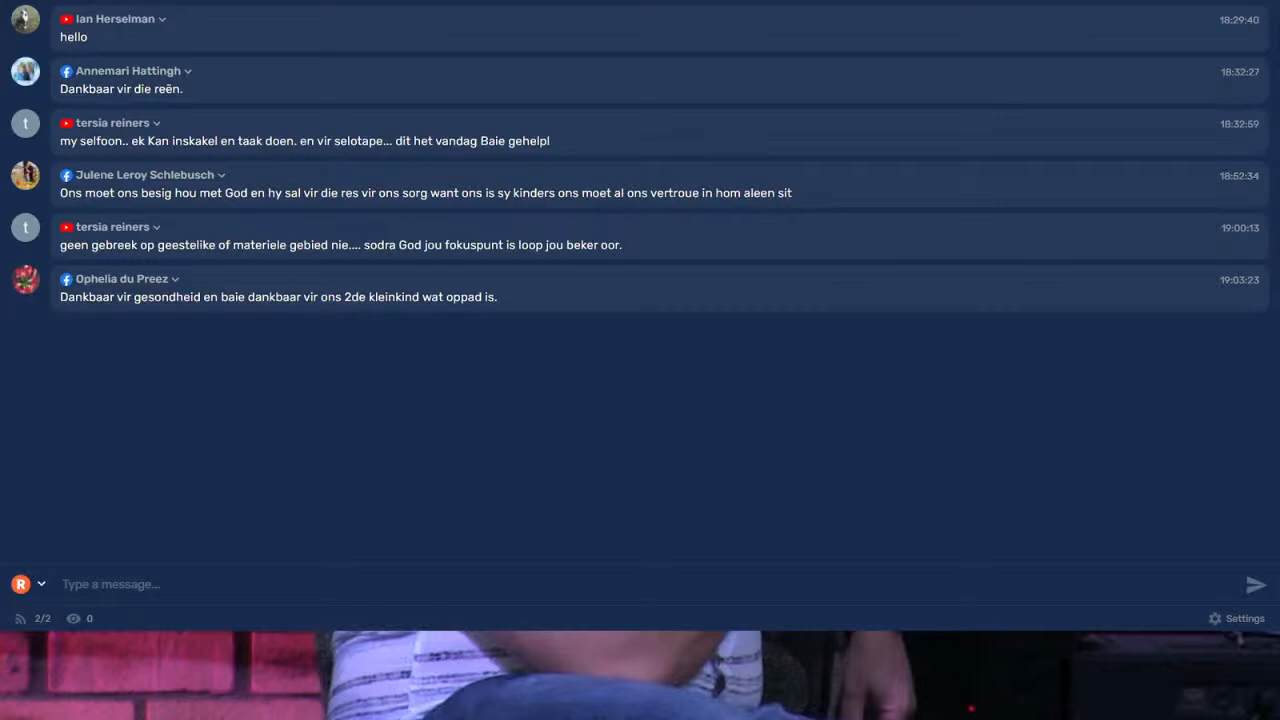 Ian Herselman
18:29:40
hello
Annemari Hattingh
18:32:27
Dankbaar vir die reën.
t
tersia reiners
18:32:59
my selfoon.. ek Kan inskakel en taak doen. en vir selotape... dit het vandag Baie gehelp!
Julene Leroy Schlebusch
18:52:34
Ons moet ons besig hou met God en hy sal vir die res vir ons sorg want ons is sy kinders ons moet al ons vertroue in hom aleen sit
t
tersia reiners
19:00:13
geen gebreek op geestelike of materiele gebied nie.... sodra God jou fokuspunt is loop jou beker oor.
Ophelia du Preez
19:03:23
Dankbaar vir gesondheid en baie dankbaar vir ons 2de kleinkind wat oppad is.
R
Type a message...
2/2
0
Settings